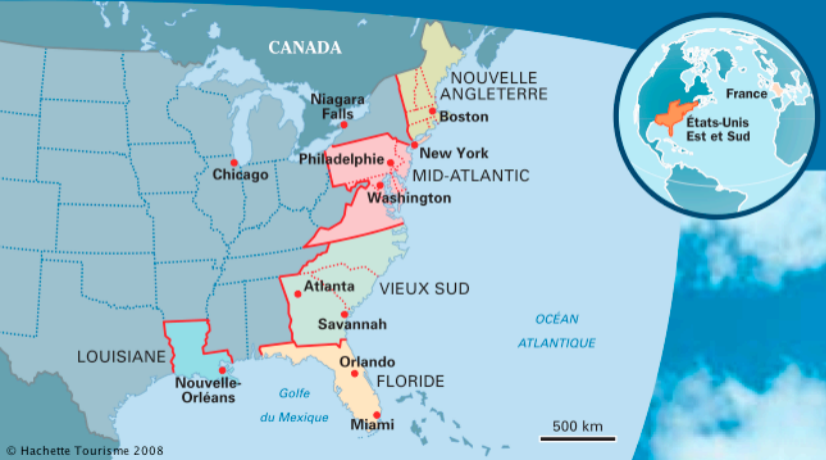 CANADA
NOUVELLE
ANGLETERRE
Niagara
Falls
Boston
France
États-Unis
Est et Sud
Chicago
Philadelphie
New York
MID-ATLANTIC
Washington
Atlanta
VIEUX SUD
Savannah
OCÉAN
ATLANTIQUE
LOUISIANE
Nouvelle-
Orléans
Orlando
FLORIDE
Golfe
du Mexique
Miami
500 km
© Hachette Tourisme 2008